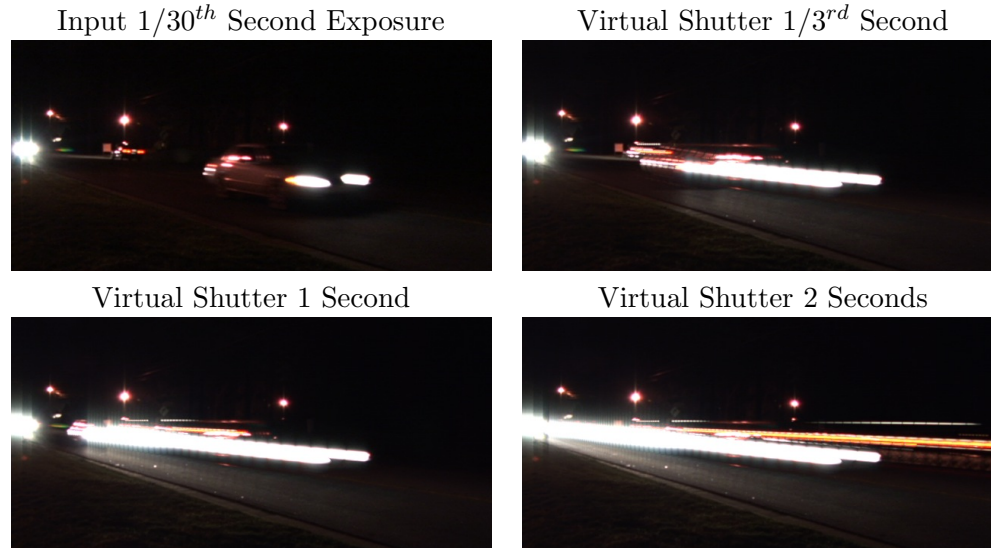 Input 1/30th Second Exposure
Virtual Shutter 1/3rd Second
Virtual Shutter 1 Second
Virtual Shutter 2 Seconds